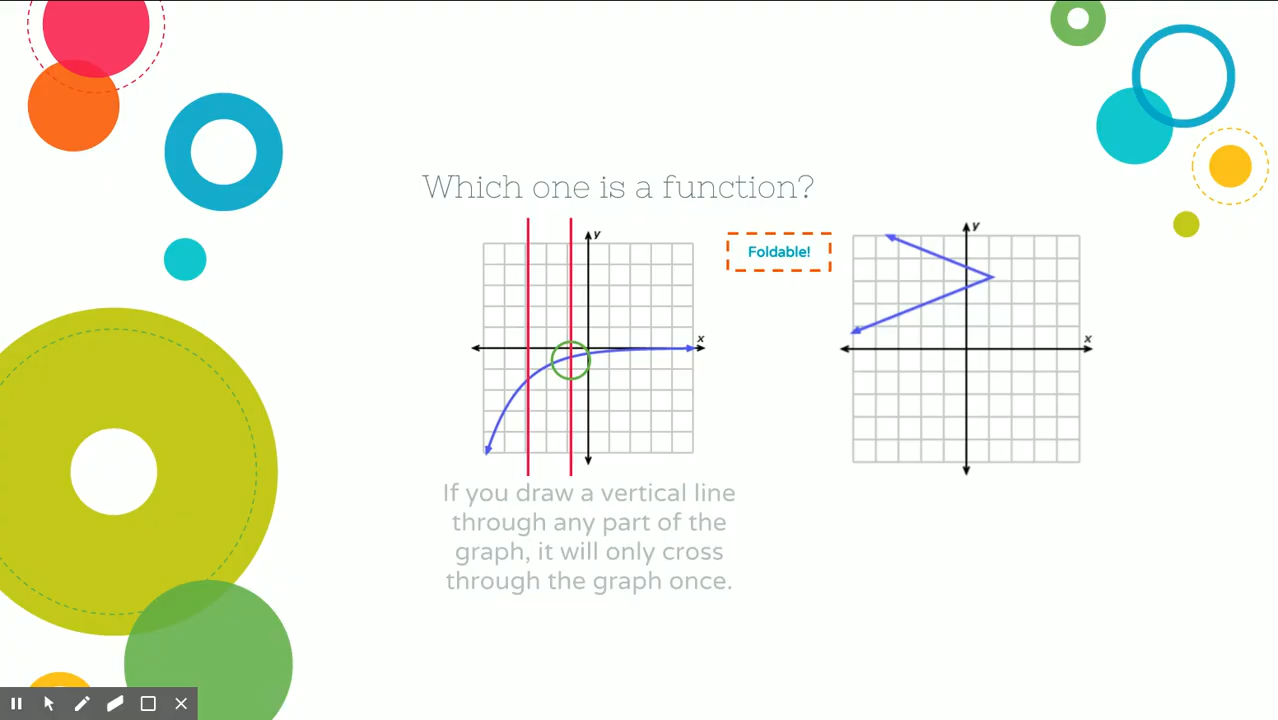 Which one is a function?
y
Foldable!
y
x
x
If you draw a vertical line
through any part of the
graph, it will only cross
through the graph once.